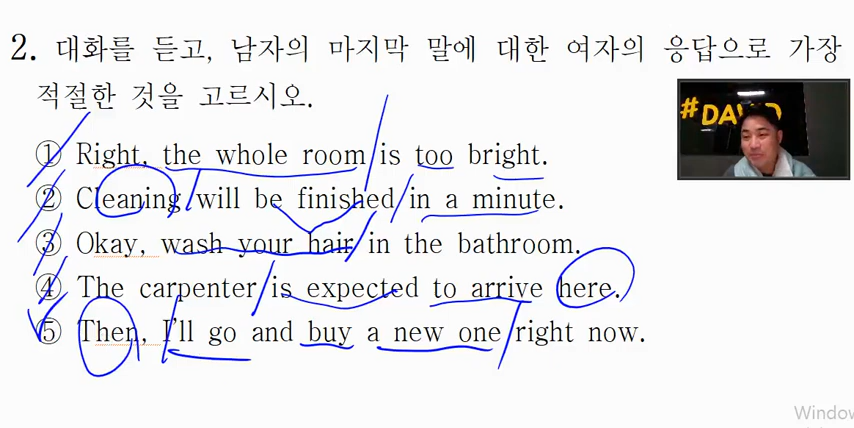 2. 대화를 듣고, 남자의 마지막 말에 대한 여자의 응답으로 가장
적절한 것을 고르시오.
#DAVID
① Right, the whole room is too bright.
② Cleaning will be finished in a minute.
③ Okay, wash your hair in the bathroom.
④ The carpenter is expected to arrive here.
⑤ Then, I'll go and buy a new one right now.
Window